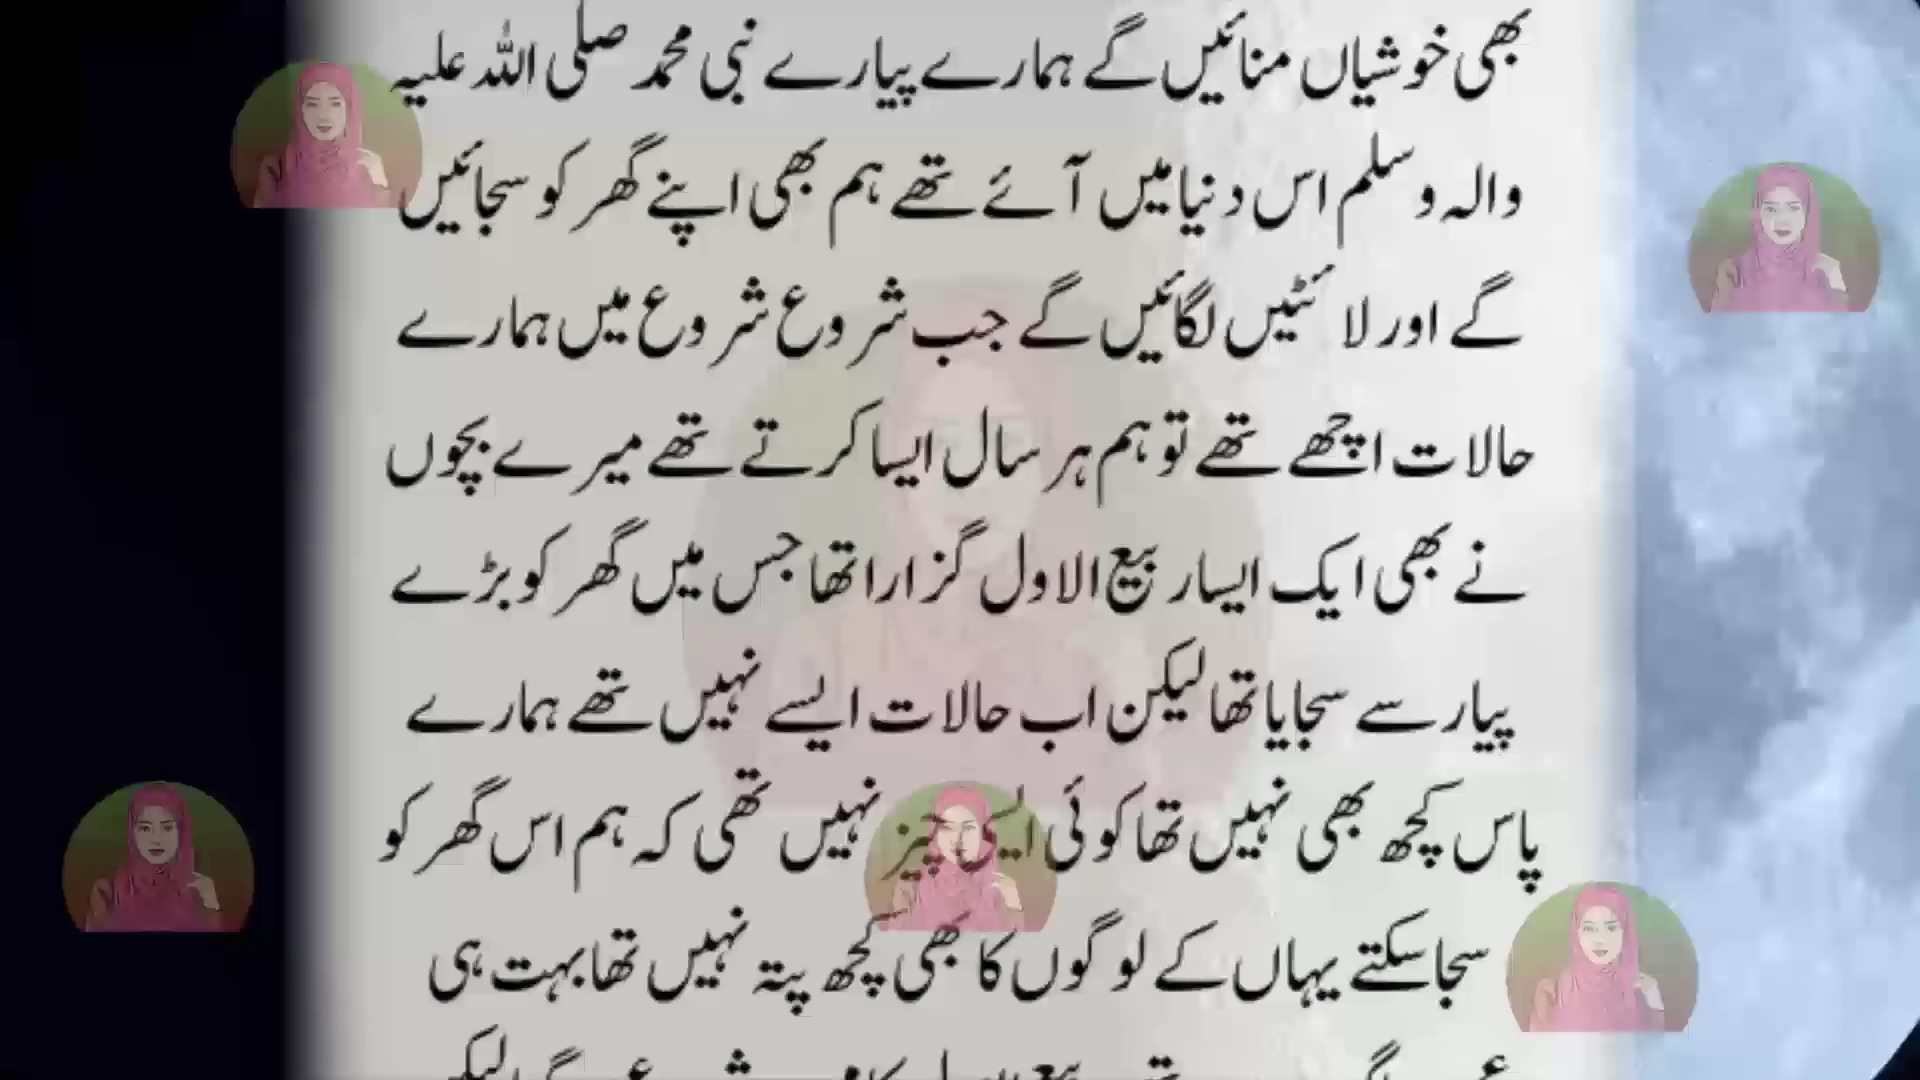 بھی خوشیاں منائیں گے ہمارے پیارے نبی محمد صلی اللہ علیہ
والہ وسلم اس دنیا میں آئے تھے ہم بھی اپنے گھر کو سجائیں
گے اور لائٹیں لگائیں گے جب شروع شروع میں ہمارے
حالات اچھے تھے تو ہم ہر سال ایسا کرتے تھے میرے بچوں
نے بھی ایک ایسا ربیع الاول گزارا تھا جس میں گھر کو بڑے
پیار سے سجایا تھا لیکن اب حالات ایسے نہیں تھے ہمارے
پاس کچھ بھی نہیں تھا کوئی ایسی چیز نہیں تھی کہ ہم اس گھر کو
سجا سکتے یہاں کے لوگوں کا بھی کچھ پتہ نہیں تھا بہت ہی